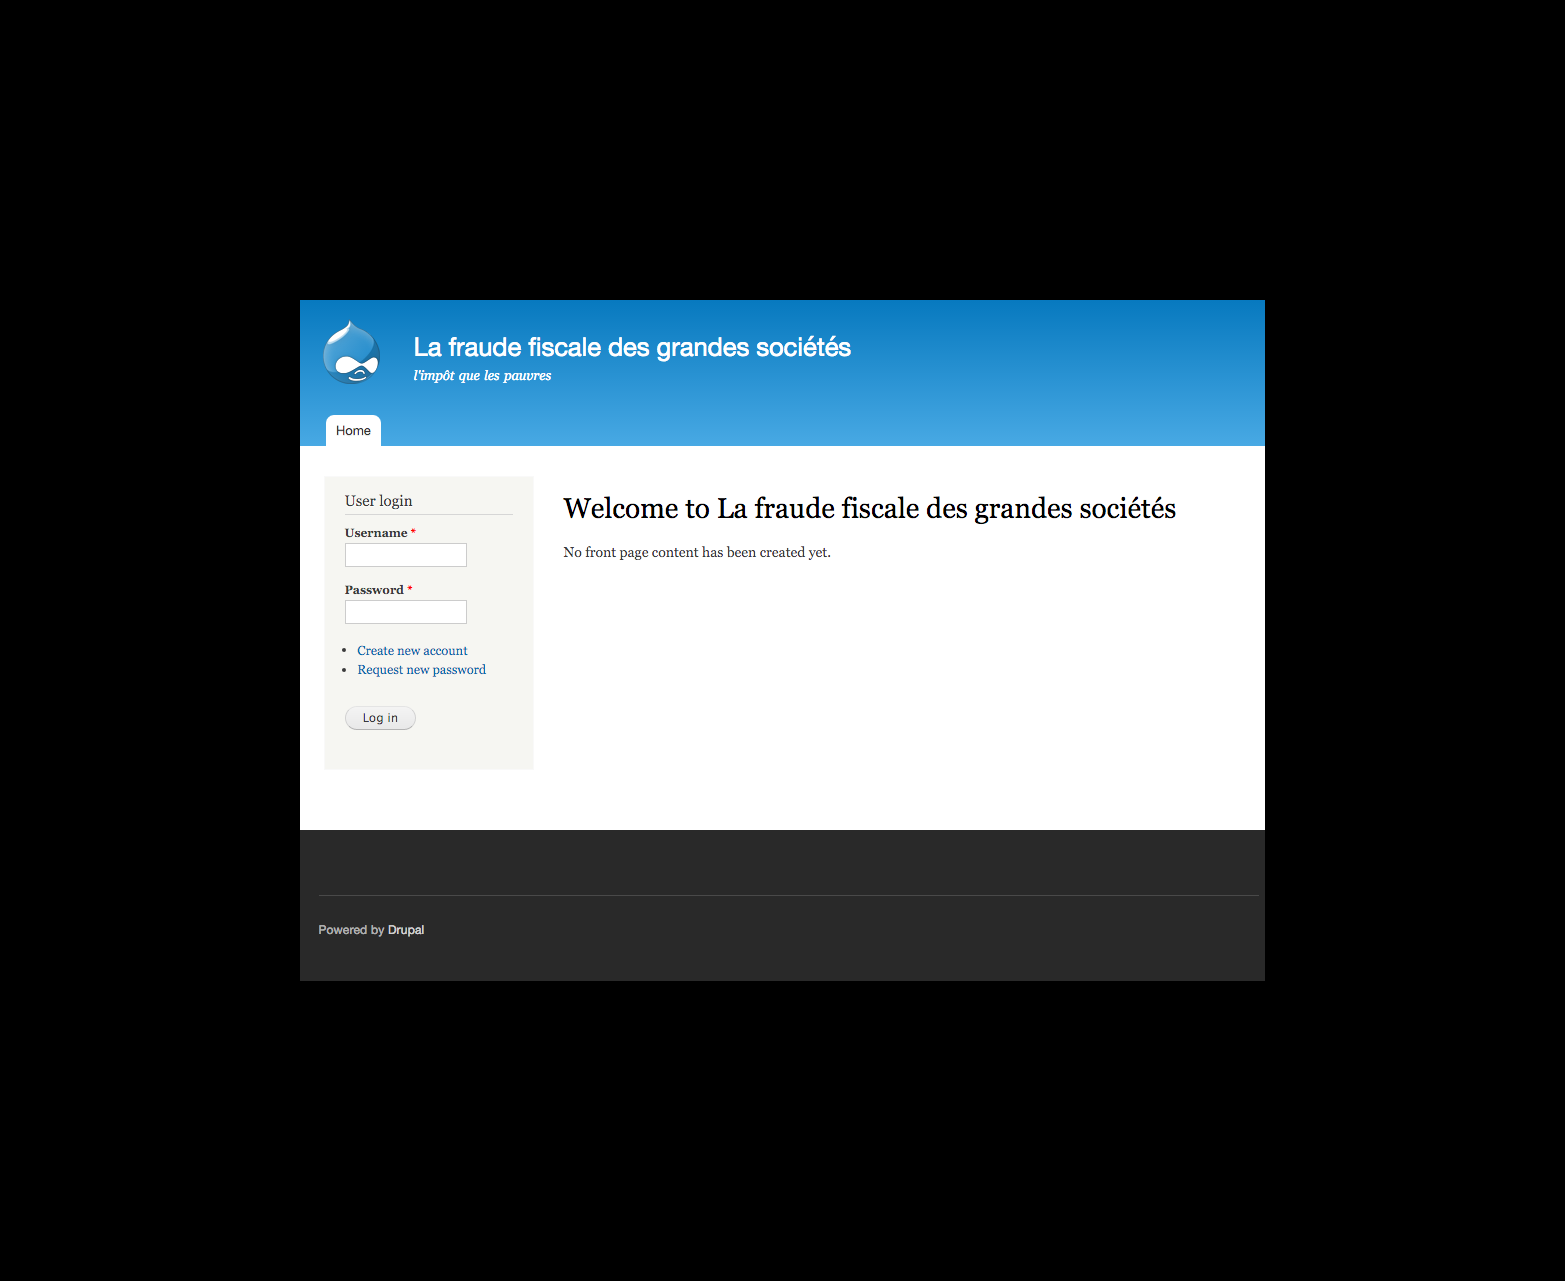 La fraude fiscale des grandes sociétés
l'impôt que les pauvres
Home
User login
Username *
Password *
Create new account
Request new password
Log in
Welcome to La fraude fiscale des grandes sociétés
No front page content has been created yet.
Powered by Drupal